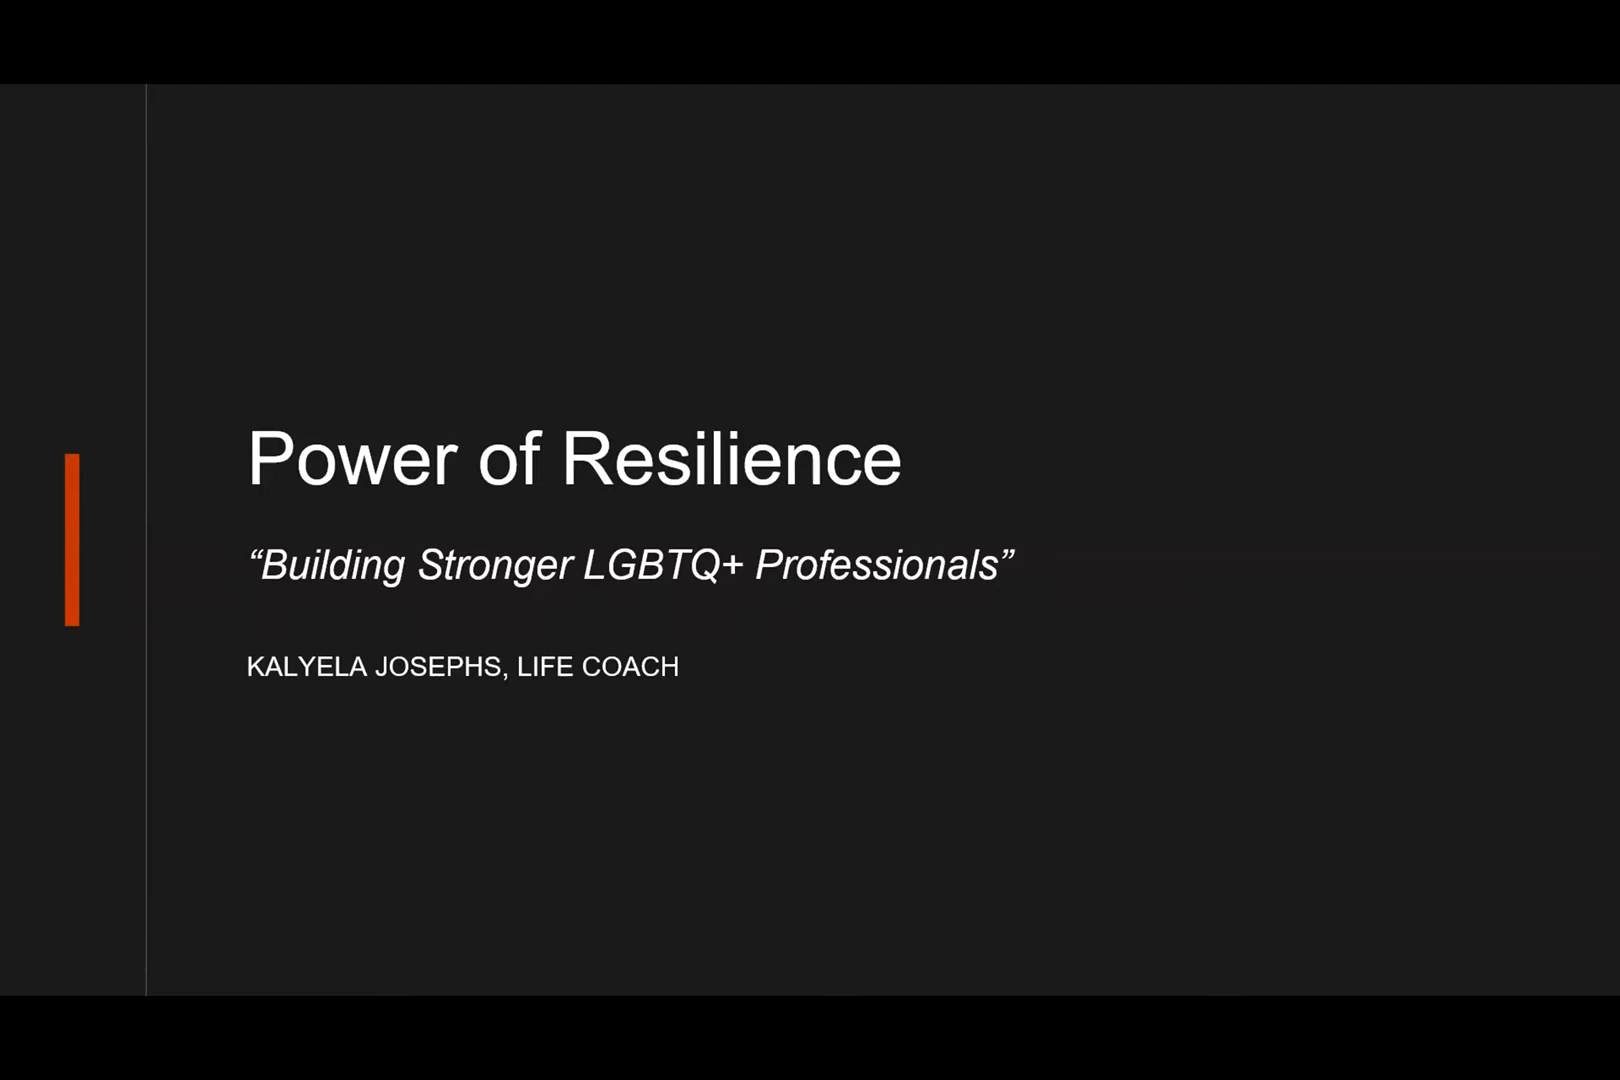 Power of Resilience
“Building Stronger LGBTQ+ Professionals”
KALYELA JOSEPHS, LIFE COACH